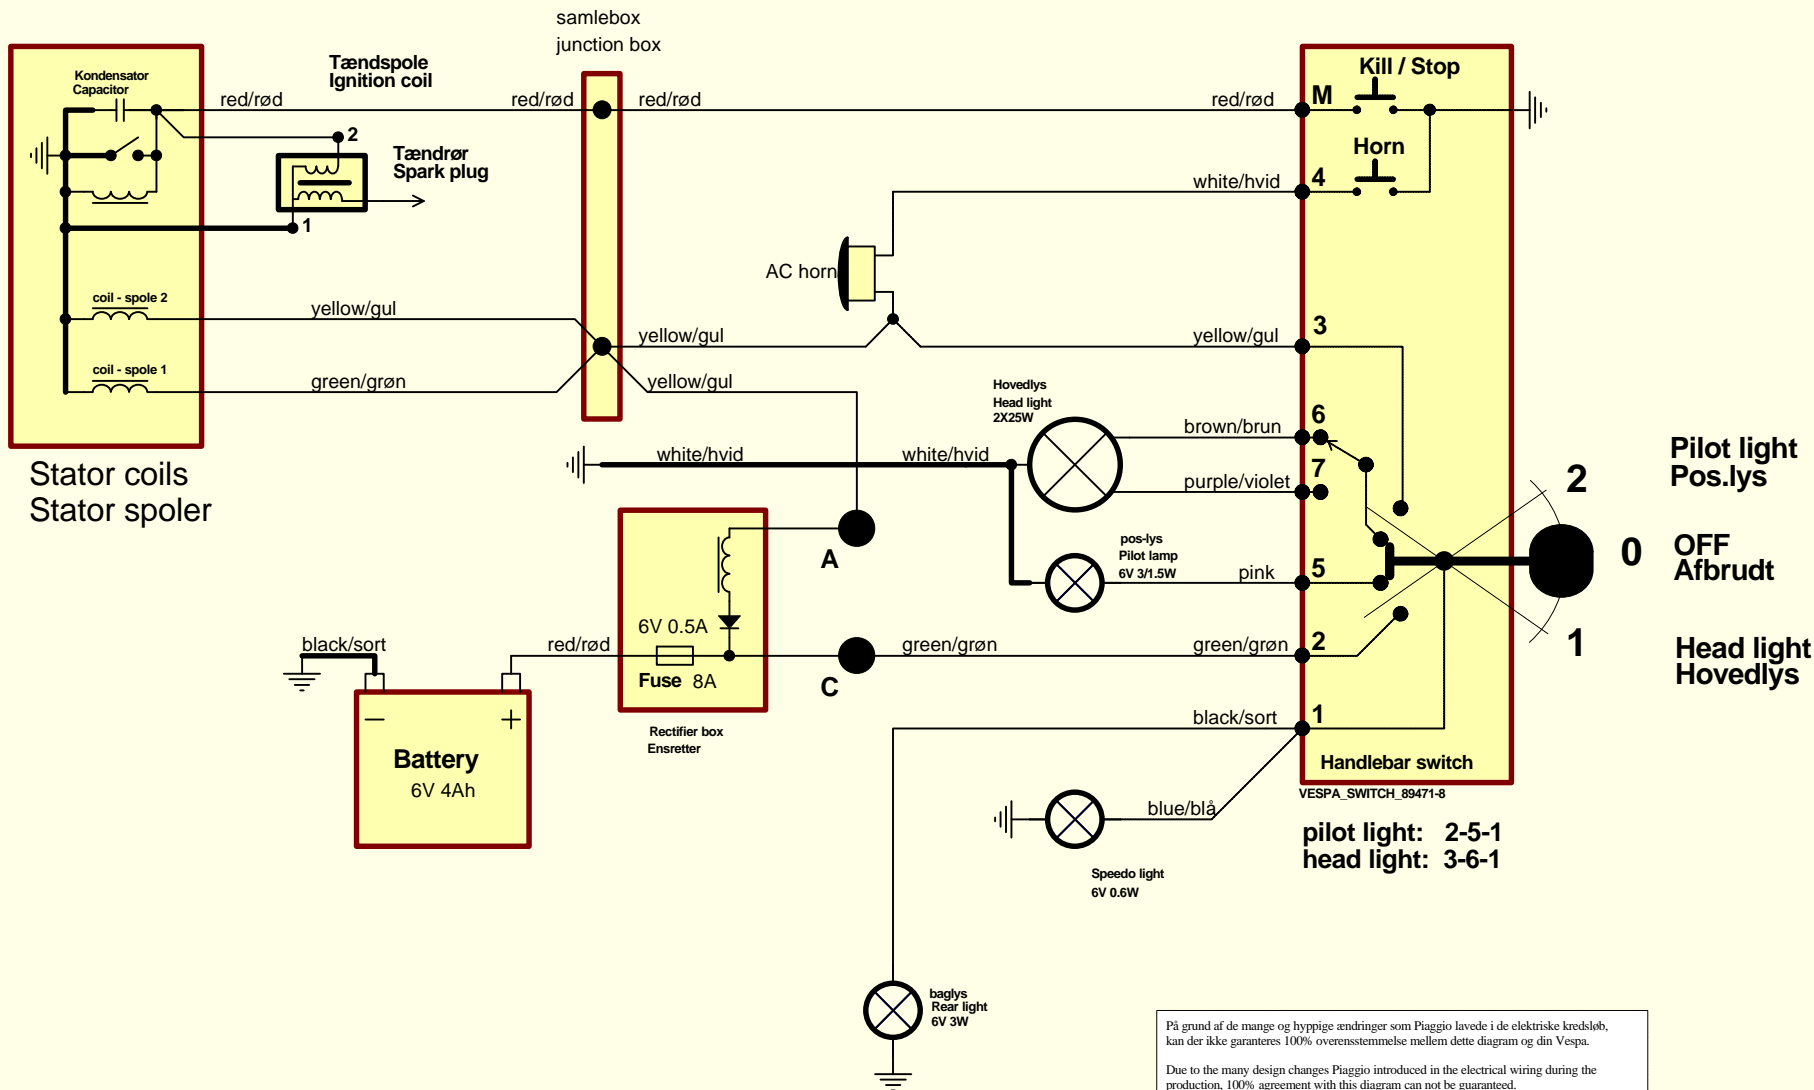 samlebox
junction box
Kondensator
Capacitor
Tændspole
Ignition coil
red/rød
red/rød
red/rød
red/rød
M
Kill / Stop
2
Tændrør
Spark plug
1
Horn
white/hvid
4
AC horn
coil - spole 2
yellow/gul
yellow/gul
yellow/gul
3
coil - spole 1
green/grøn
yellow/gul
Hovedlys
Head light
2X25W
brown/brun
6
white/hvid
white/hvid
purple/violet
7
Stator coils
Stator spoler
A
pos-lys
Pilot lamp
6V 3/1.5W
pink
5
2
Pilot light
Pos.lys
0
OFF
Afbrudt
1
Head light
Hovedlys
black/sort
red/rød
6V 0.5A
Fuse 8A
C
green/grøn
green/grøn
2
Rectifier box
Ensretter
−
+
Battery
6V 4Ah
black/sort
1
Handlebar switch
VESPA_SWITCH_89471-8
blue/blå
pilot light: 2-5-1
head light: 3-6-1
Speedo light
6V 0.6W
baglys
Rear light
6V 3W
På grund af de mange og hyppige ændringer som Piaggio lavede i de elektriske kredsløb,
kan der ikke garanteres 100% overensstemmelse mellem dette diagram og din Vespa.
Due to the many design changes Piaggio introduced in the electrical wiring during the
production, 100% agreement with this diagram can not be guaranteed.